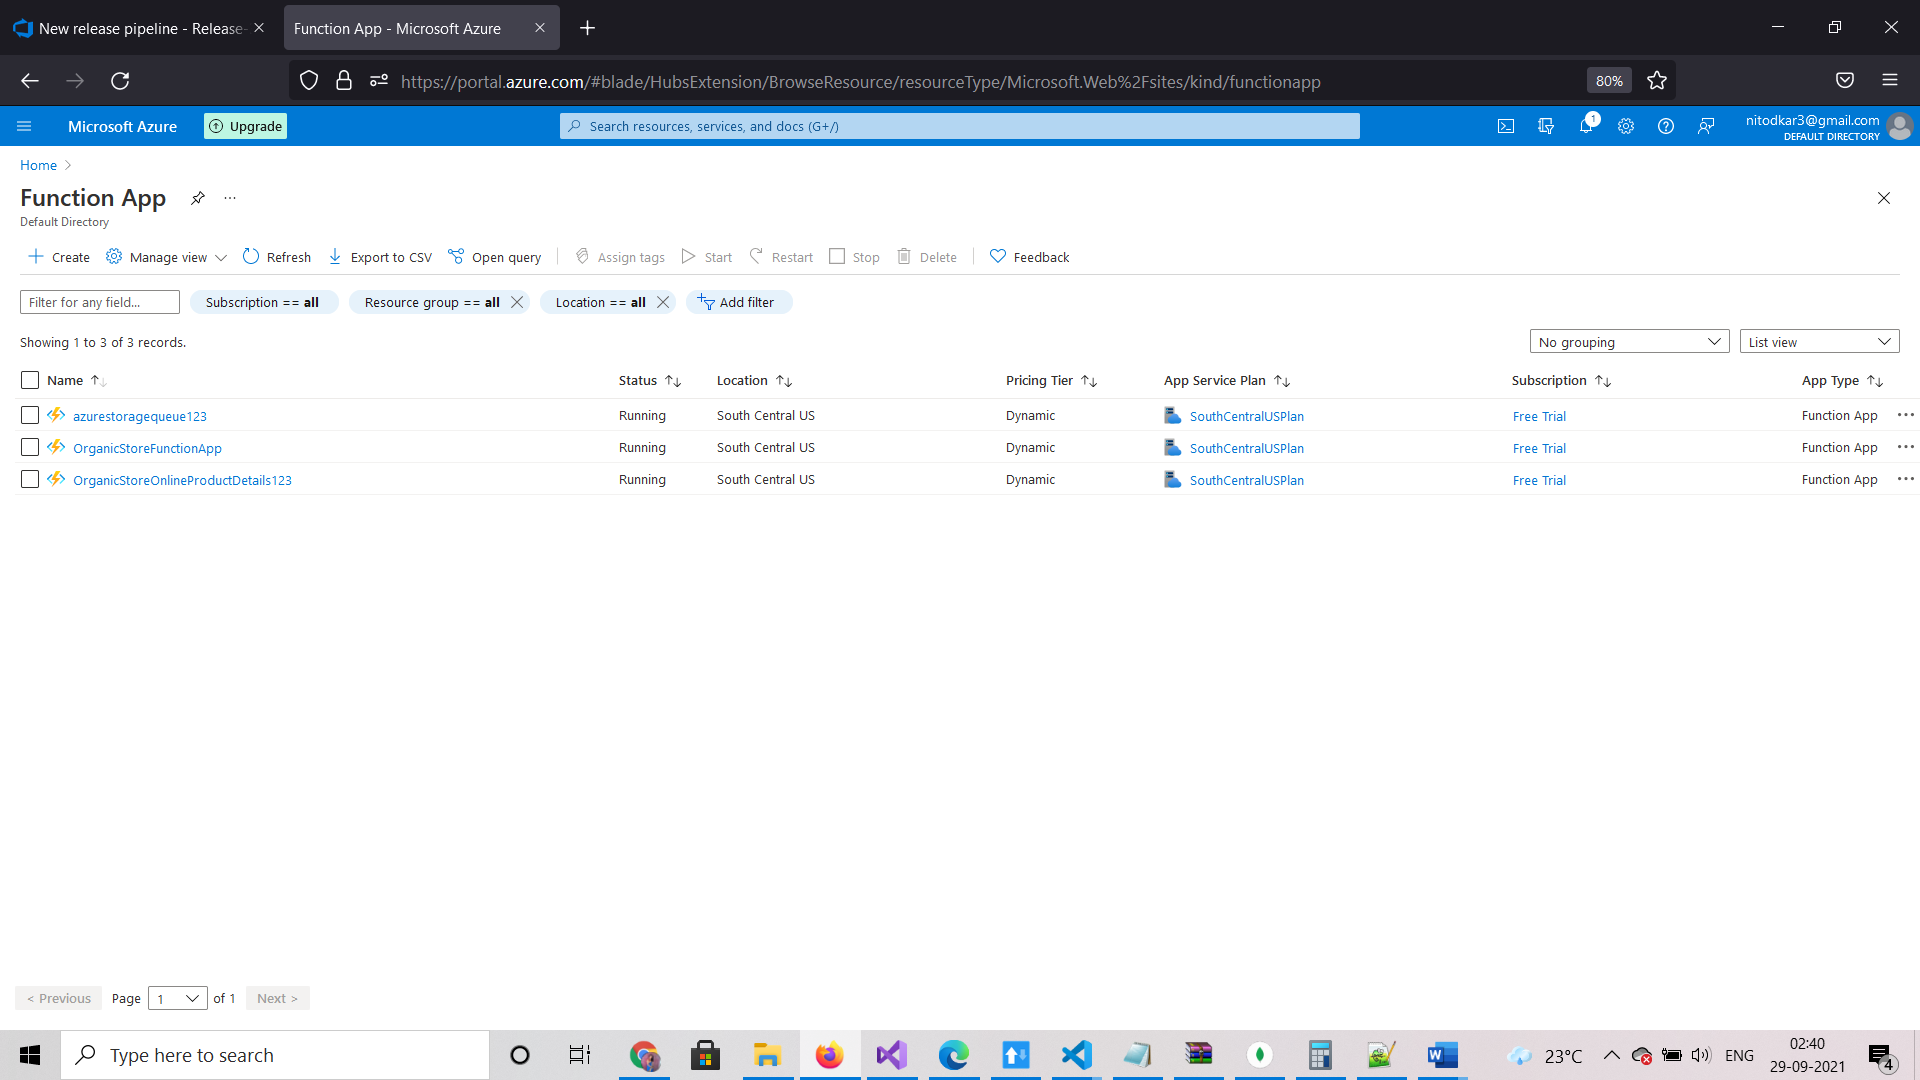 New release pipeline - Release-
Function App - Microsoft Azure
https://portal.azure.com/#blade/HubsExtension/BrowseResource/resourceType/Microsoft.Web%2Fsites/kind/functionapp
80%
Microsoft Azure
Upgrade
Search resources, services, and docs (G+/)
1
nitodkar3@gmail.com
DEFAULT DIRECTORY
Home
Function App
...
Default Directory
Create Manage view Refresh Export to CSV Open query Assign tags Start Restart Stop Delete Feedback
Filter for any field... Subscription == all Resource group == all Location == all Add filter
Showing 1 to 3 of 3 records. No grouping List view
Name Status Location Pricing Tier App Service Plan Subscription App Type
azurestoragequeue123 Running South Central US Dynamic SouthCentralUSPlan Free Trial Function App ...
OrganicStoreFunctionApp Running South Central US Dynamic SouthCentralUSPlan Free Trial Function App ...
OrganicStoreOnlineProductDetails123 Running South Central US Dynamic SouthCentralUSPlan Free Trial Function App ...
< Previous Page 1 of 1 Next >
Type here to search
23°C
ENG
02:40
29-09-2021
4